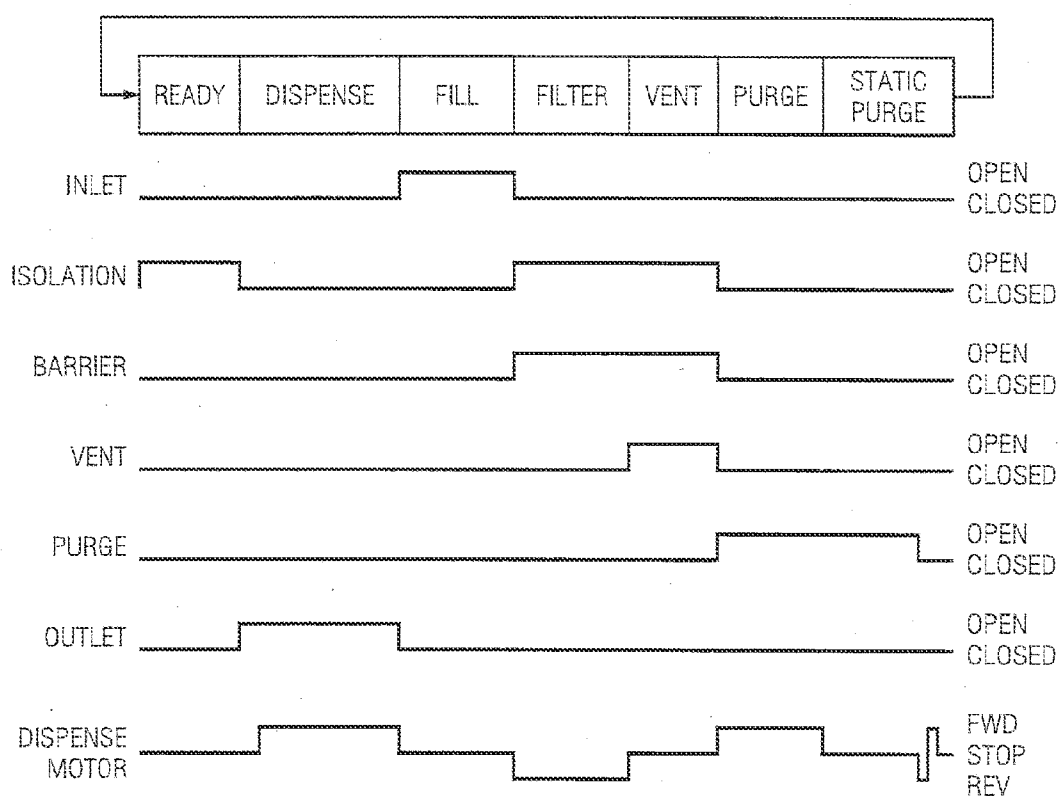 READY DISPENSE FILL FILTER VENT PURGE STATIC PURGE
INLET OPEN CLOSED
ISOLATION OPEN CLOSED
BARRIER OPEN CLOSED
VENT OPEN CLOSED
PURGE OPEN CLOSED
OUTLET OPEN CLOSED
DISPENSE MOTOR FWD STOP REV